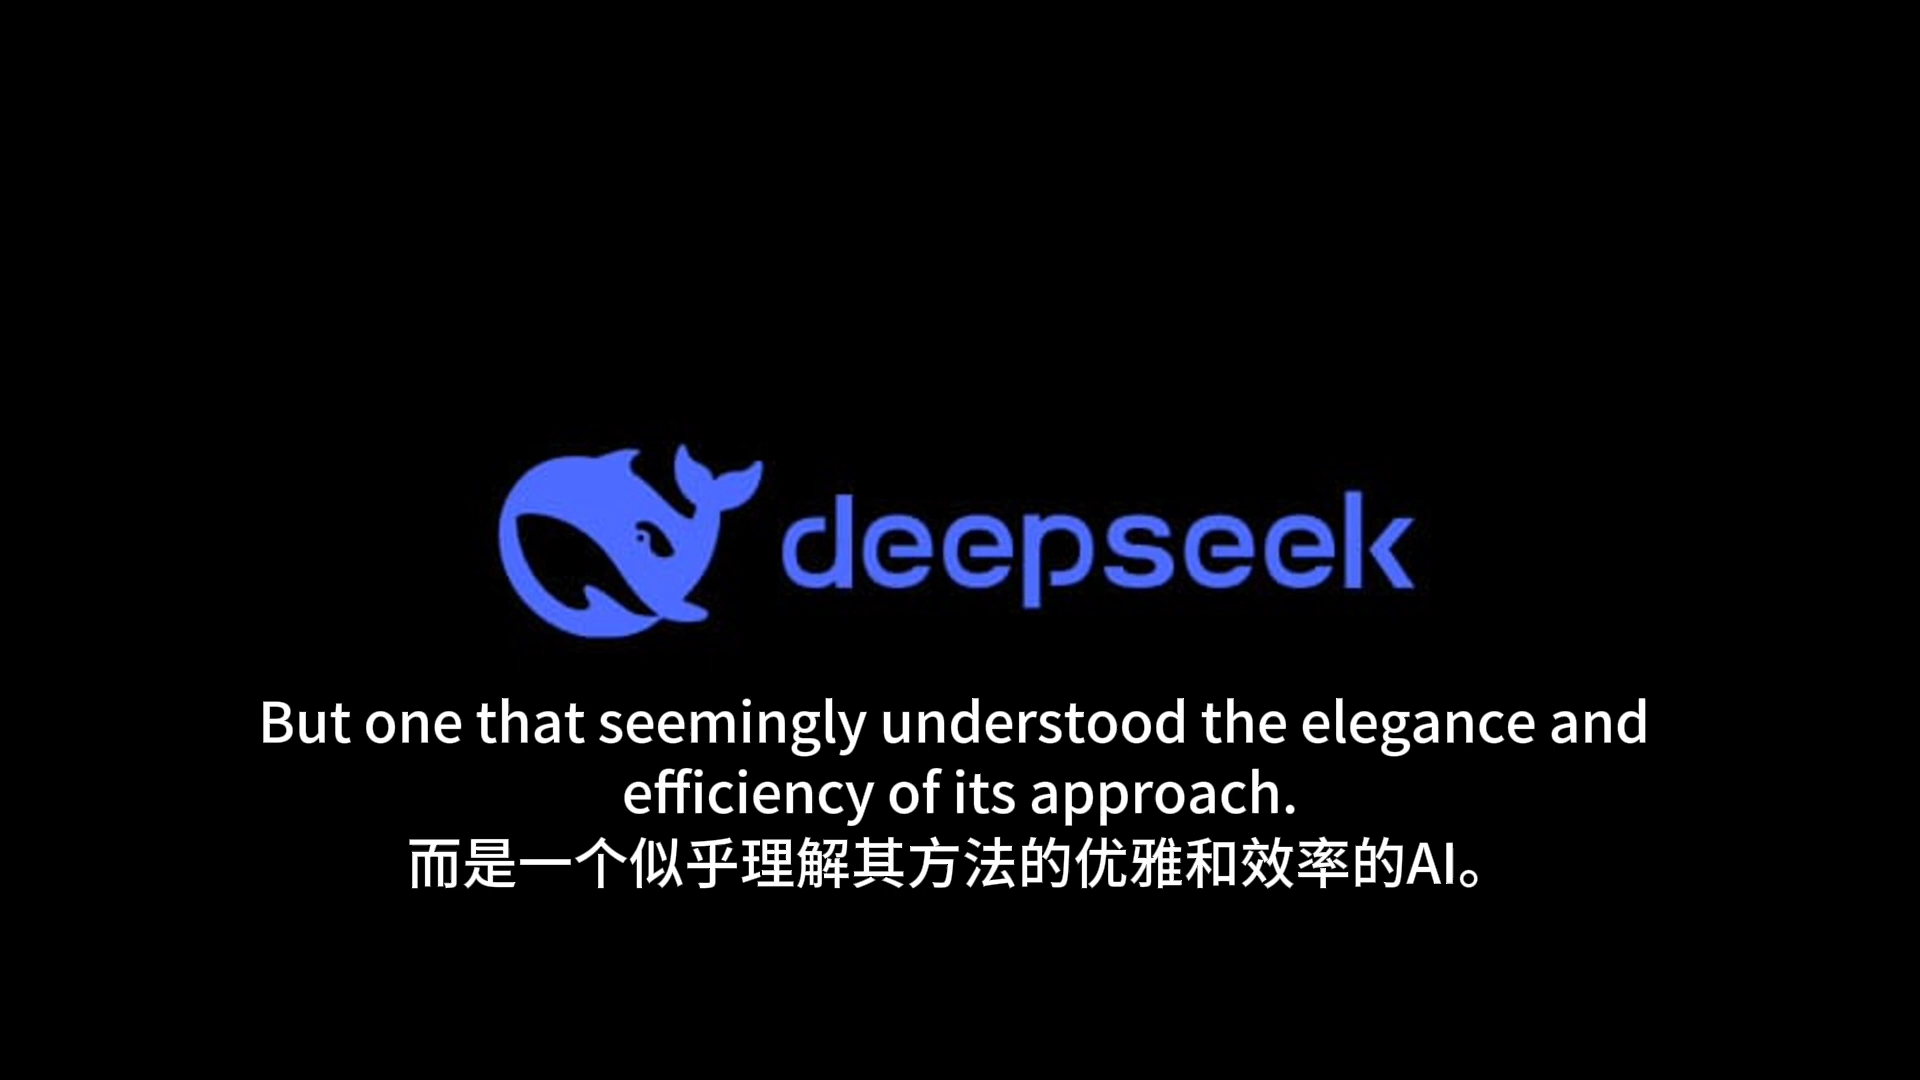 deepseek
But one that seemingly understood the elegance and
efficiency of its approach.
而是一个似乎理解其方法的优雅和效率的AI。